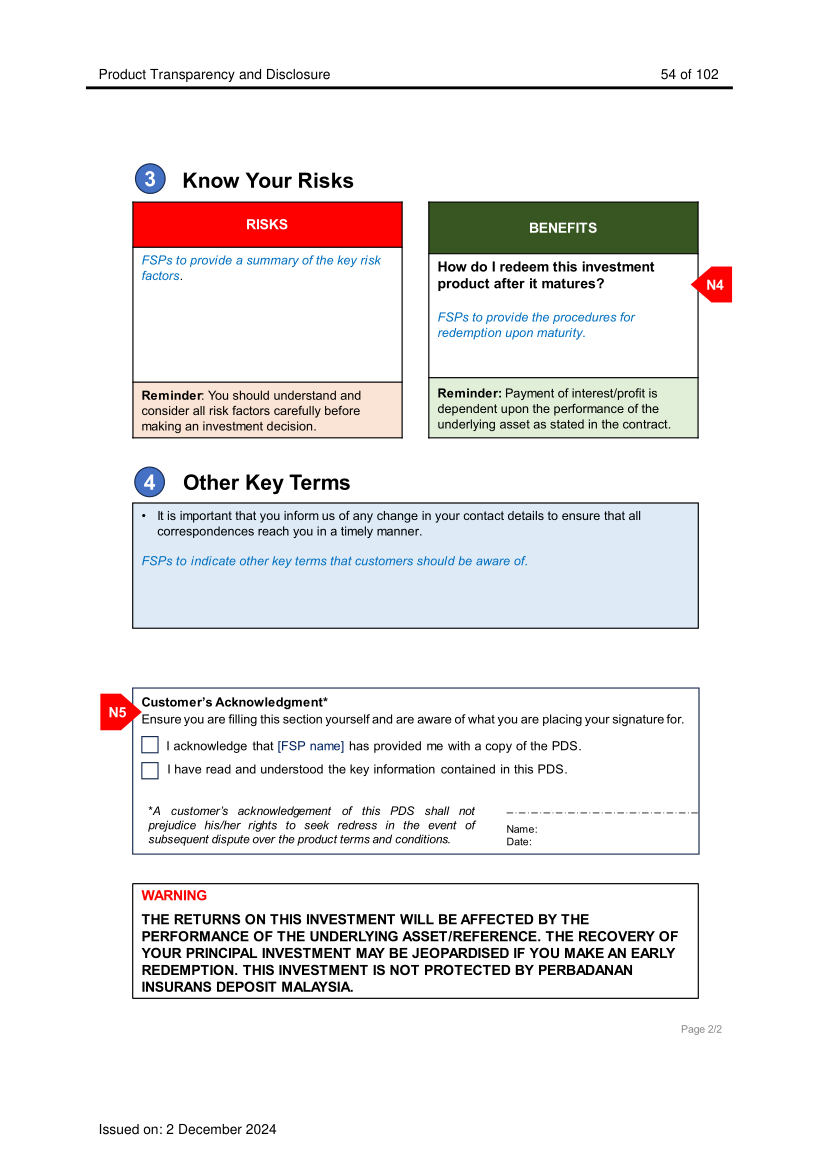 Product Transparency and Disclosure 54 of 102
3 Know Your Risks
RISKS
FSPs to provide a summary of the key risk
factors.
Reminder: You should understand and
consider all risk factors carefully before
making an investment decision.
BENEFITS
How do I redeem this investment
product after it matures?
N4
FSPs to provide the procedures for
redemption upon maturity.
Reminder: Payment of interest/profit is
dependent upon the performance of the
underlying asset as stated in the contract.
4 Other Key Terms
• It is important that you inform us of any change in your contact details to ensure that all
correspondences reach you in a timely manner.
FSPs to indicate other key terms that customers should be aware of.
N5
Customer's Acknowledgment*
Ensure you are filling this section yourself and are aware of what you are placing your signature for.
I acknowledge that [FSP name] has provided me with a copy of the PDS.
I have read and understood the key information contained in this PDS.
*A customer's acknowledgement of this PDS shall not
prejudice his/her rights to seek redress in the event of
subsequent dispute over the product terms and conditions.
Name:
Date:
WARNING
THE RETURNS ON THIS INVESTMENT WILL BE AFFECTED BY THE
PERFORMANCE OF THE UNDERLYING ASSET/REFERENCE. THE RECOVERY OF
YOUR PRINCIPAL INVESTMENT MAY BE JEOPARDISED IF YOU MAKE AN EARLY
REDEMPTION. THIS INVESTMENT IS NOT PROTECTED BY PERBADANAN
INSURANS DEPOSIT MALAYSIA.
Page 2/2
Issued on: 2 December 2024